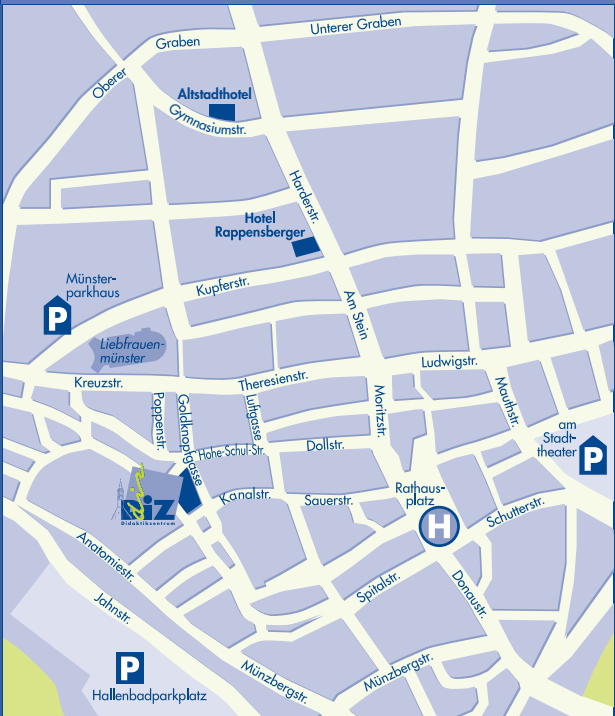 Unterer Graben
Oberer Graben
Altstadthotel
Gymnasiumstr.
Harderstr.
Hotel
Rappensberger
Münster-
parkhaus
P
Kupferstr.
Am Stein
Liebfrauen-
münster
Ludwigstr.
Kreuzstr.
Theresienstr.
Poppenstr.
Goldknopfgasse
Luftgasse
Moritzstr.
Mauthstr.
am
Stadt-
theater
P
Hohe-Schul-Str.
Dollstr.
Kanalstr.
Sauerstr.
Rathaus-
platz
H
Schutterstr.
DiZ
Didaktikzentrum
Anatomiestr.
Jahnstr.
Spitalstr.
Donaustr.
Münzbergstr.
Münzbergstr.
P
Hallenbadparkplatz